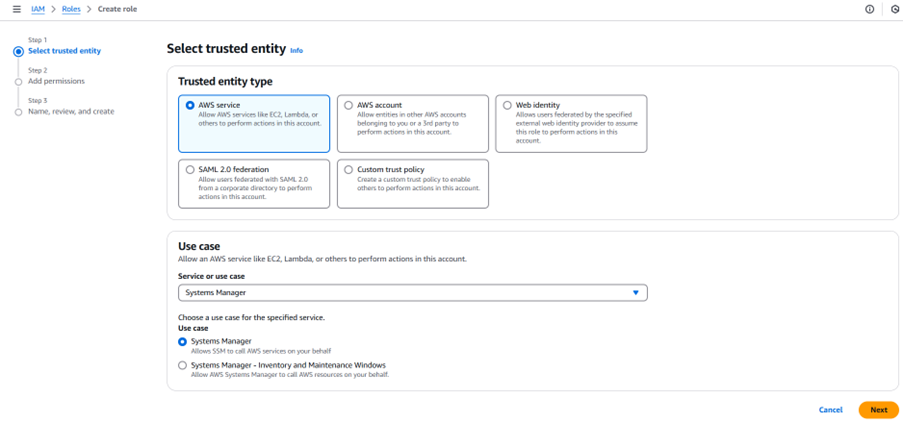 IAM > Roles > Create role
Step 1
Select trusted entity
Step 2
Add permissions
Step 3
Name, review, and create
Select trusted entity Info
Trusted entity type
AWS service
Allow AWS services like EC2, Lambda, or
others to perform actions in this account.
AWS account
Allow entities in other AWS accounts
belonging to you or a 3rd party to
perform actions in this account.
Web identity
Allows users federated by the specified
external web identity provider to assume
this role to perform actions in this
account.
SAML 2.0 federation
Allow users federated with SAML 2.0
from a corporate directory to perform
actions in this account.
Custom trust policy
Create a custom trust policy to enable
others to perform actions in this account.
Use case
Allow an AWS service like EC2, Lambda, or others to perform actions in this account.
Service or use case
Systems Manager
Choose a use case for the specified service.
Use case
Systems Manager
Allows SSM to call AWS services on your behalf
Systems Manager - Inventory and Maintenance Windows
Allow AWS Systems Manager to call AWS resources on your behalf.
Cancel
Next